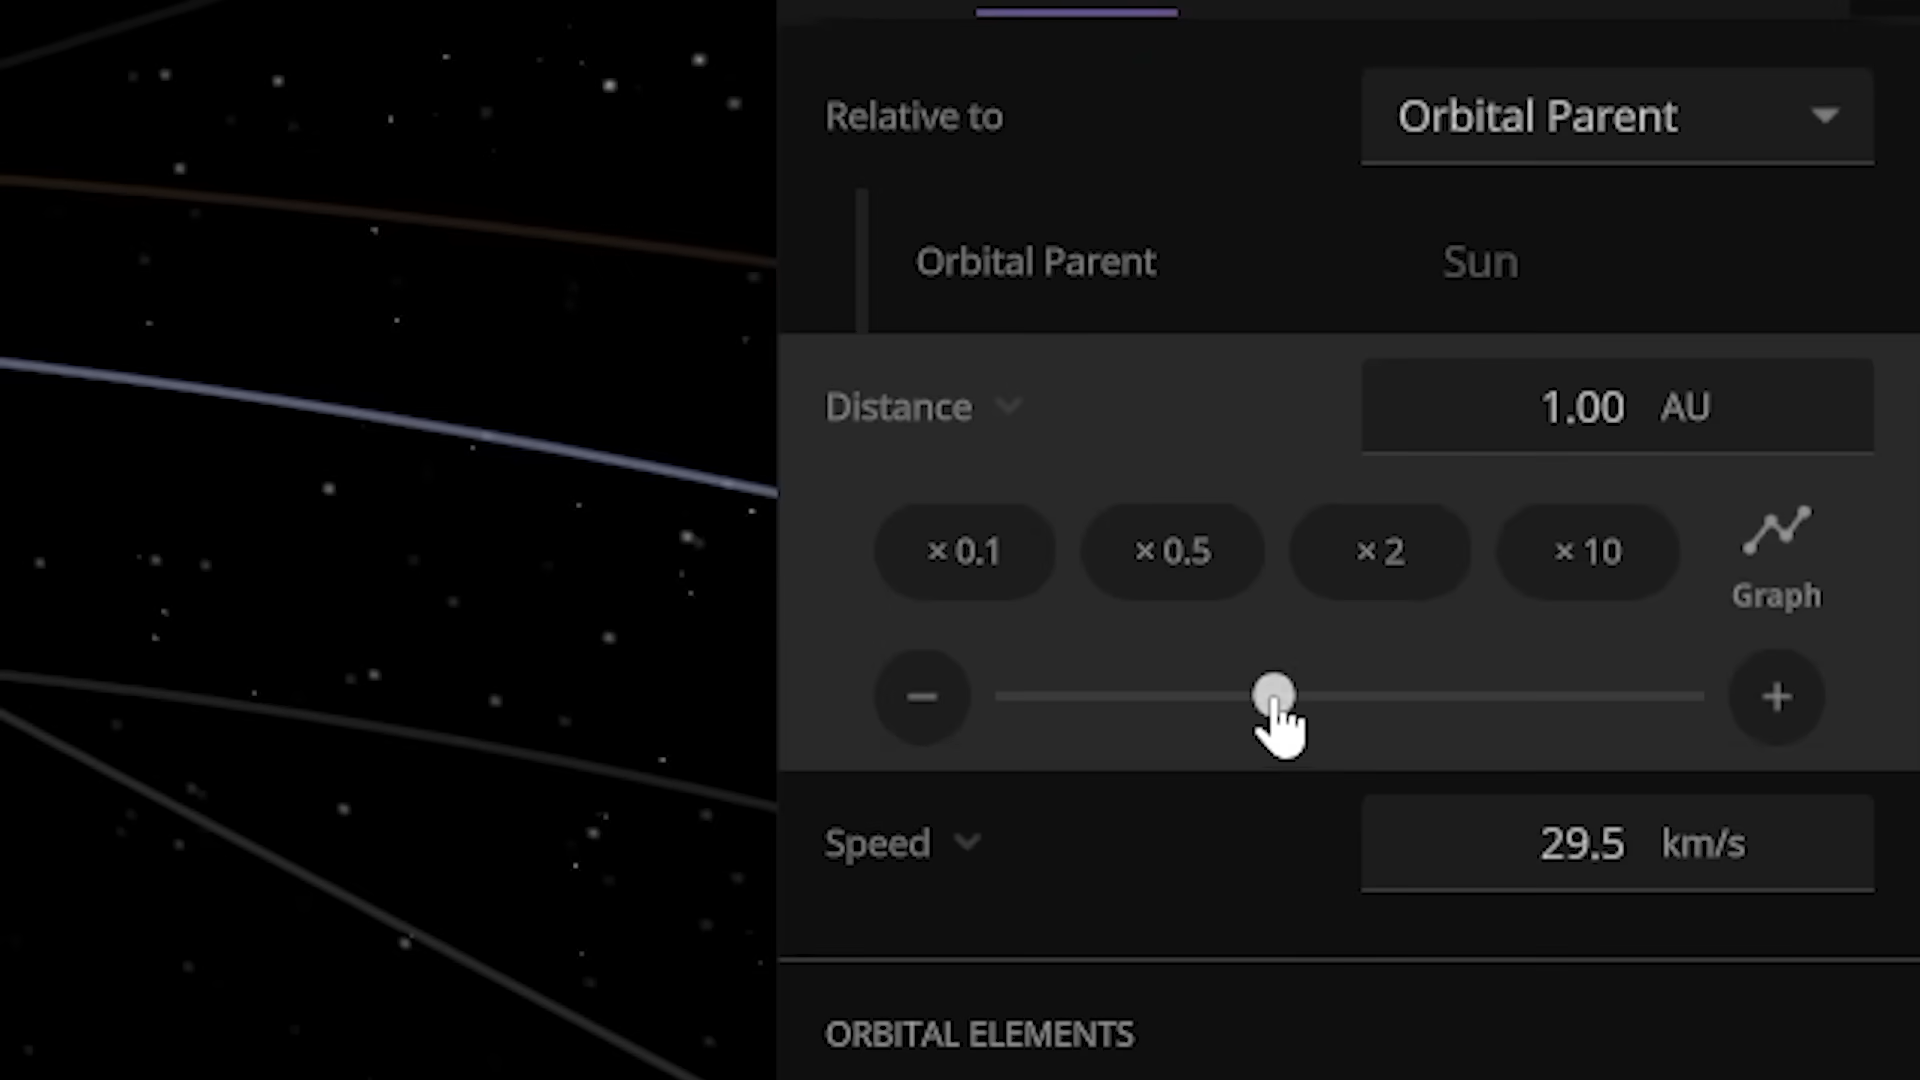 Relative to
Orbital Parent
Orbital Parent
Sun
Distance
1.00 AU
× 0.1
× 0.5
× 2
× 10
Graph
Speed
29.5 km/s
ORBITAL ELEMENTS